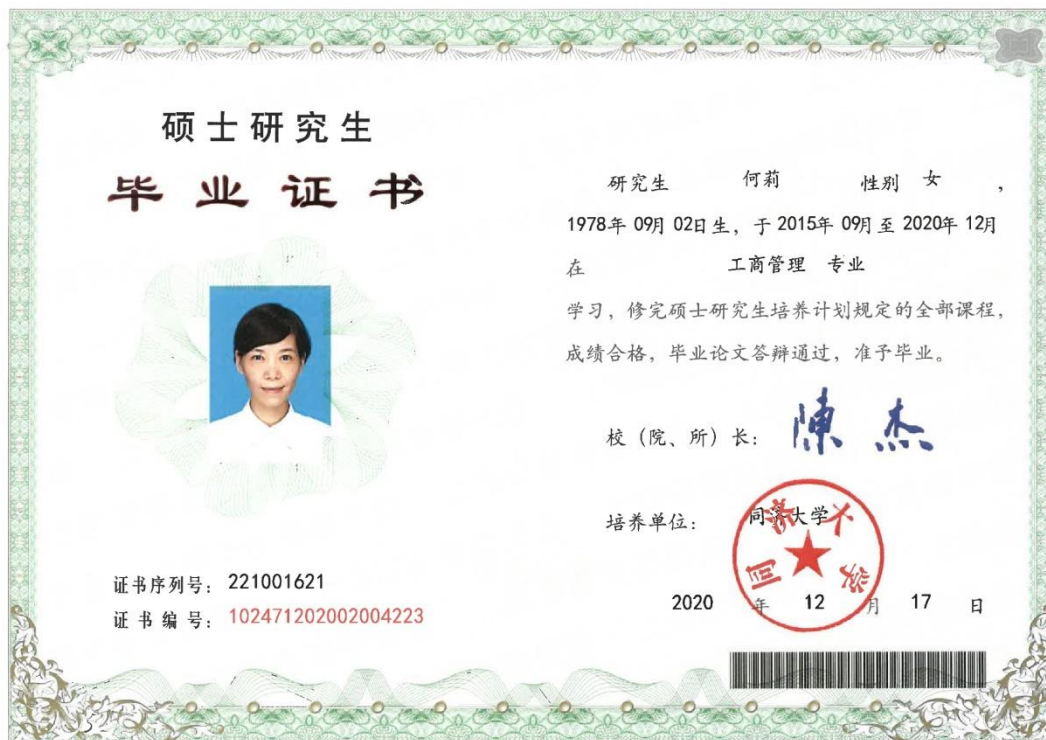 硕士研究生
毕业证书
证书序列号：221001621
证书编号：102471202002004223
研究生 何莉 性别 女 ，
1978年 09月 02日生，于 2015年 09月 至 2020年 12月
在 工商管理 专业
学习，修完硕士研究生培养计划规定的全部课程，
成绩合格，毕业论文答辩通过，准予毕业。
校（院、所）长：陳杰
培养单位：同济大学
同济大学
2020 年 12 月 17 日